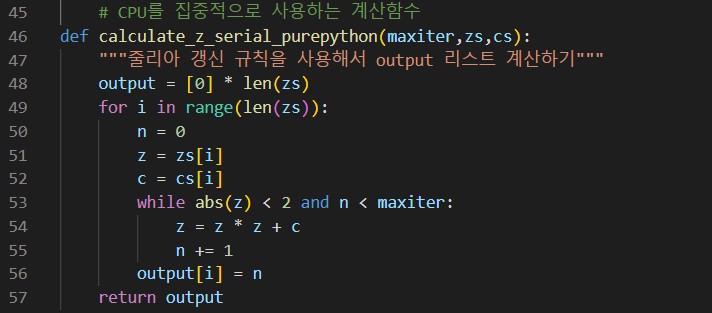 45 # CPU를 집중적으로 사용하는 계산함수
46 def calculate_z_serial_purepython(maxiter,zs,cs):
47 """줄리아 갱신 규칙을 사용해서 output 리스트 계산하기"""
48 output = [0] * len(zs)
49 for i in range(len(zs)):
50 n = 0
51 z = zs[i]
52 c = cs[i]
53 while abs(z) < 2 and n < maxiter:
54 z = z * z + c
55 n += 1
56 output[i] = n
57 return output